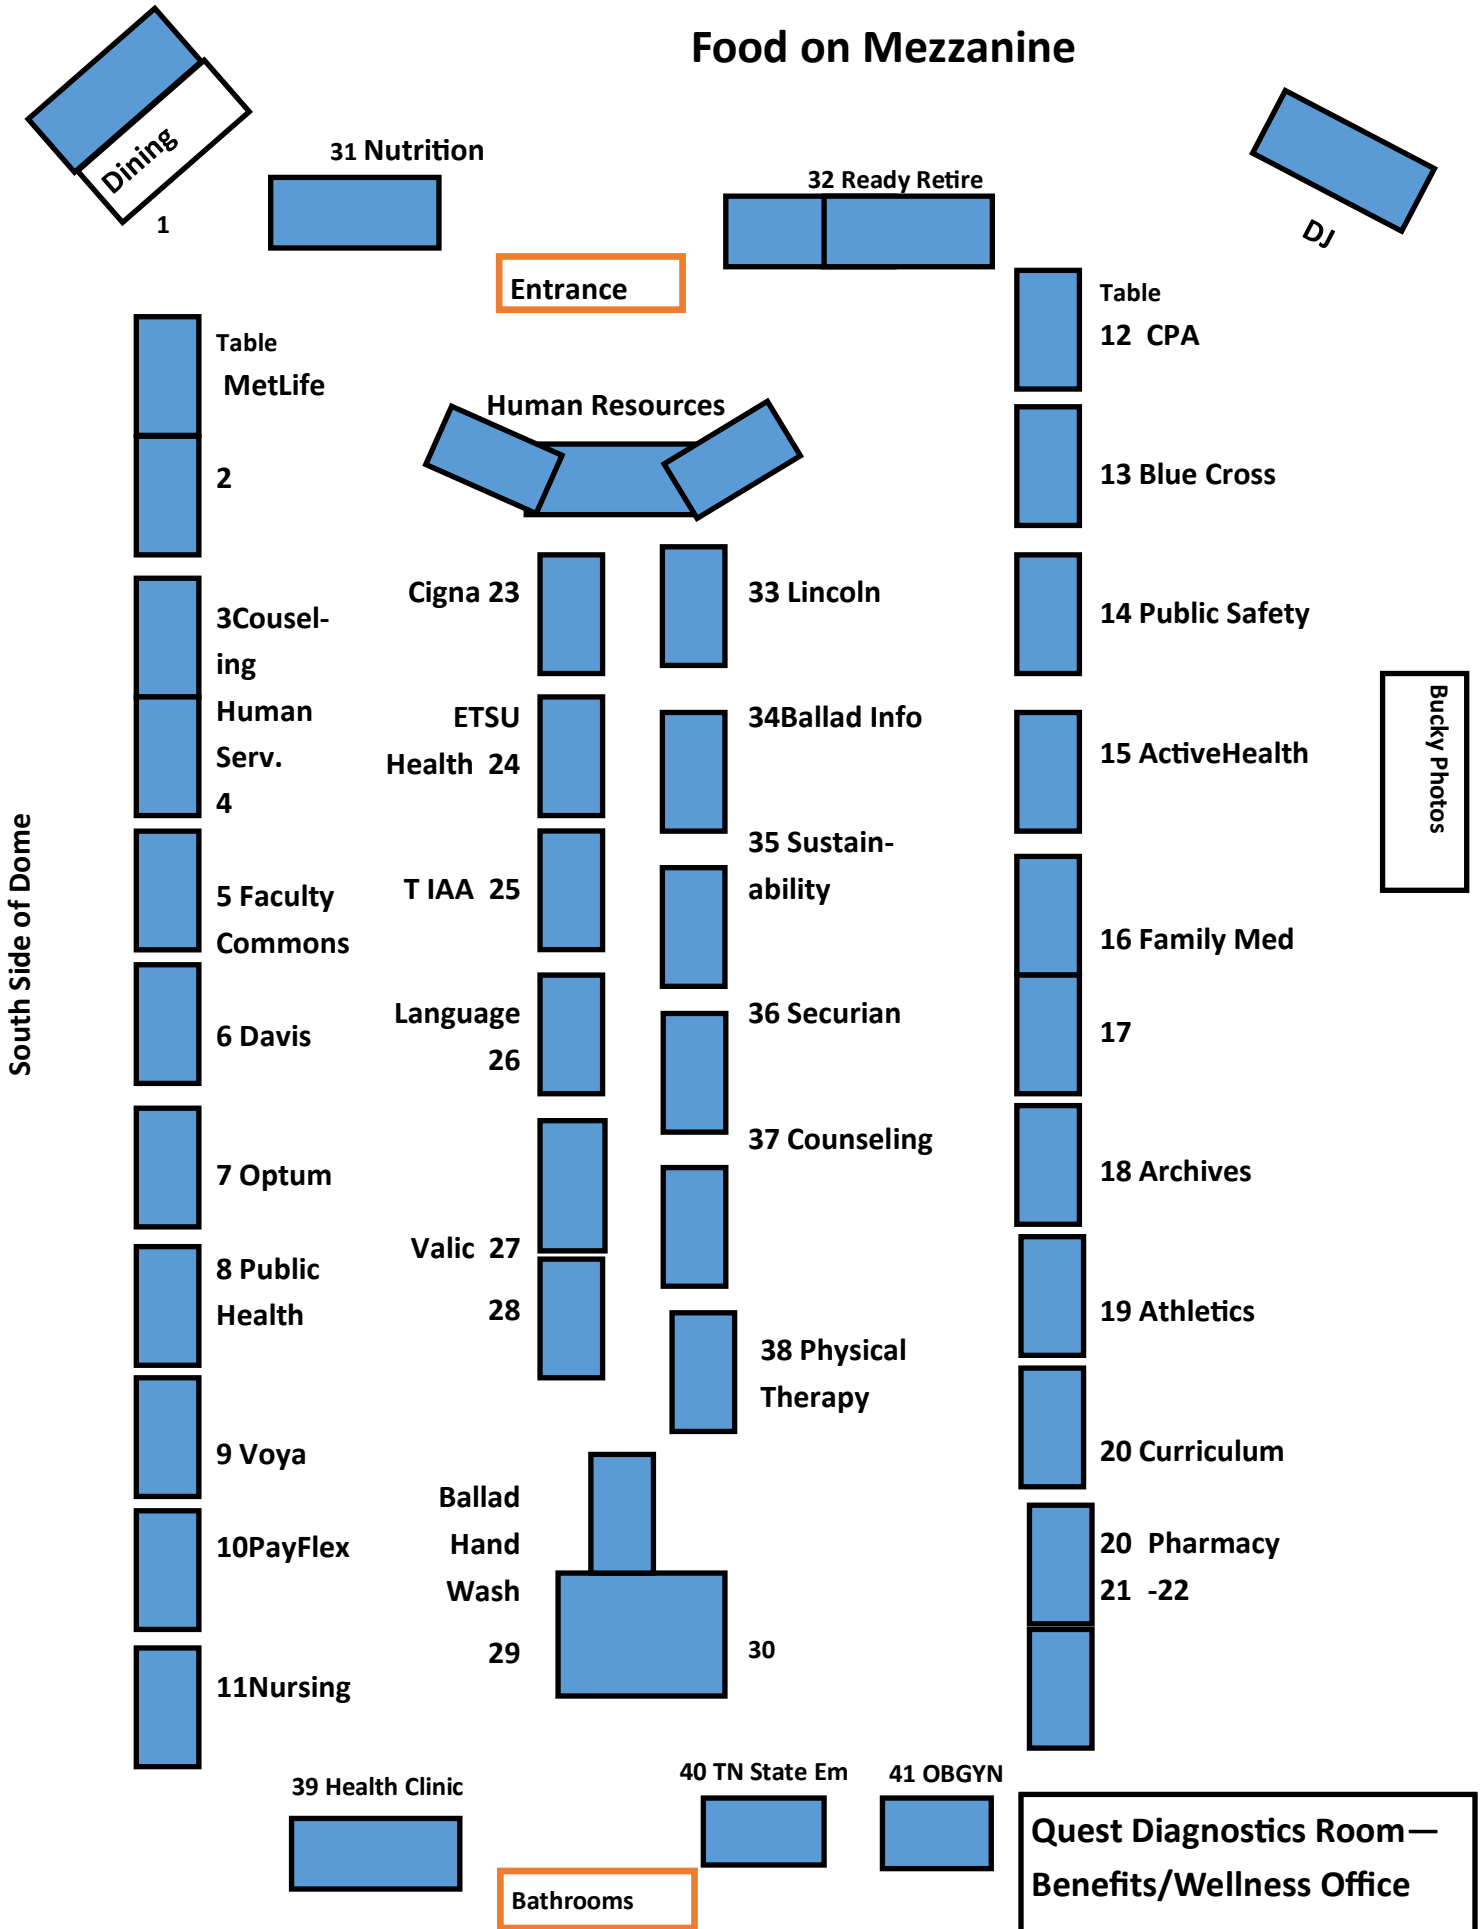 Food on Mezzanine
Dining
1
31 Nutrition
32 Ready Retire
DJ
Entrance
Table
MetLife
2
3Cousel-
ing
Human
Serv.
4
5 Faculty
Commons
6 Davis
7 Optum
8 Public
Health
9 Voya
10PayFlex
11Nursing
South Side of Dome
Human Resources
Cigna 23
ETSU
Health 24
T IAA 25
Language
26
Valic 27
28
Ballad
Hand
Wash
29
30
33 Lincoln
34Ballad Info
35 Sustain-
ability
36 Securian
37 Counseling
38 Physical
Therapy
Table
12 CPA
13 Blue Cross
14 Public Safety
15 ActiveHealth
16 Family Med
17
18 Archives
19 Athletics
20 Curriculum
20 Pharmacy
21 -22
Bucky Photos
39 Health Clinic
40 TN State Em
41 OBGYN
Bathrooms
Quest Diagnostics Room—
Benefits/Wellness Office